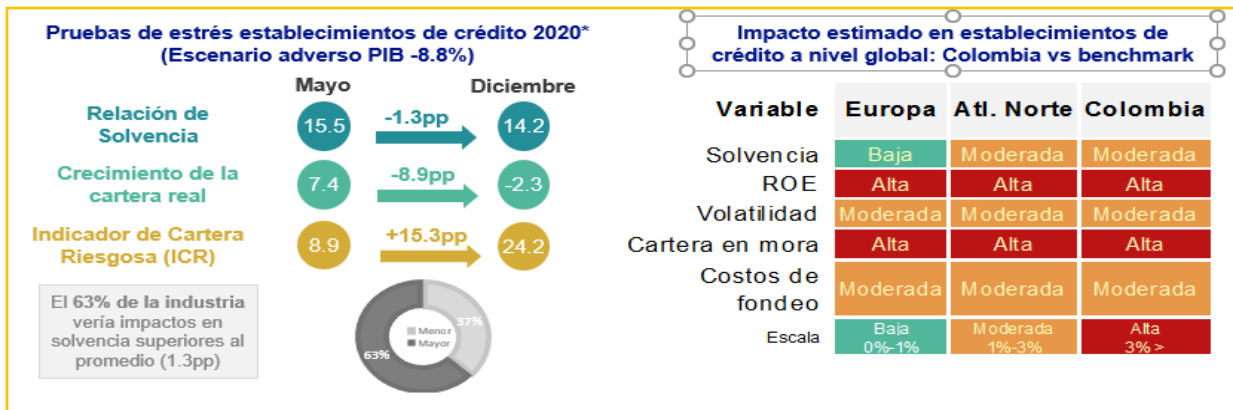 Pruebas de estrés establecimientos de crédito 2020*
(Escenario adverso PIB -8.8%)
Mayo
Diciembre
Relación de
Solvencia
15.5
-1.3pp
14.2
Crecimiento de la
cartera real
7.4
-8.9pp
-2.3
Indicador de Cartera
Riesgosa (ICR)
8.9
+15.3pp
24.2
El 63% de la industria
vería impactos en
solvencia superiores al
promedio (1.3pp)
37%
63%
Menor
Mayor
Impacto estimado en establecimientos de
crédito a nivel global: Colombia vs benchmark
Variable Europa Atl. Norte Colombia
Solvencia Baja Moderada Moderada
ROE Alta Alta Alta
Volatilidad Moderada Moderada Moderada
Cartera en mora Alta Alta Alta
Costos de
fondeo Moderada Moderada Moderada
Escala Baja Moderada Alta
0%-1% 1%-3% 3% >